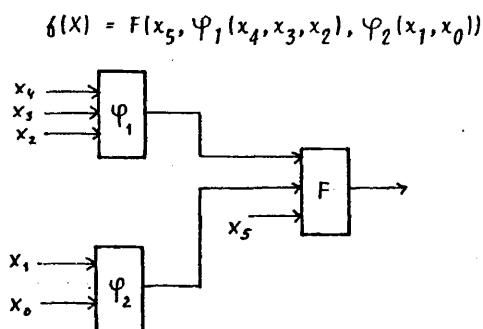 f(X) = F(x₅, φ₁(x₄, x₃, x₂), φ₂(x₁, x₀))
x₄
x₃
x₂
φ₁
F
x₅
x₁
x₀
φ₂